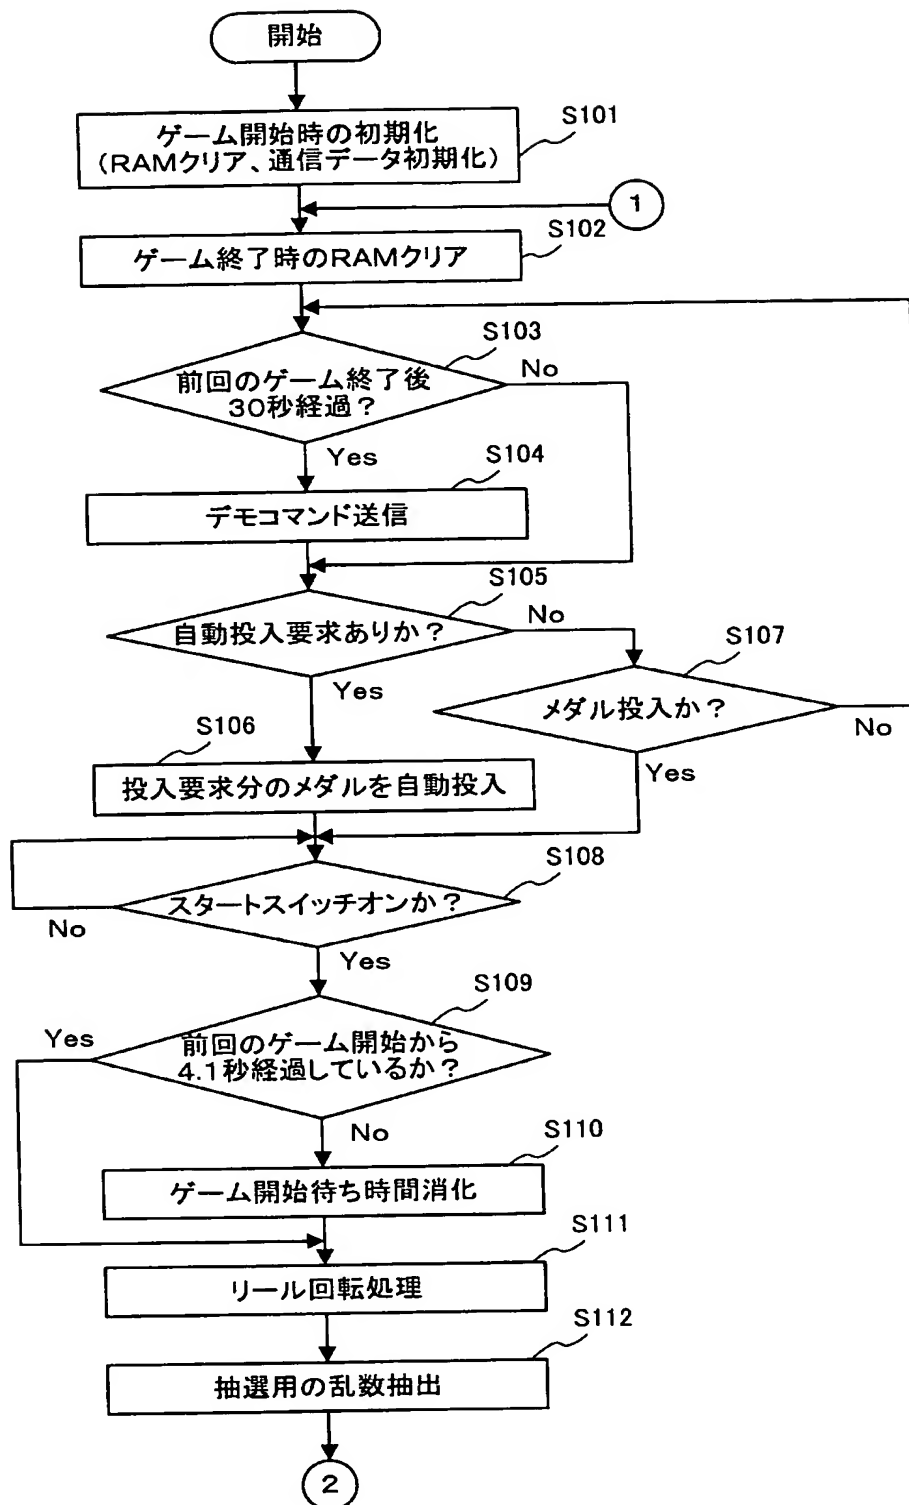 開始
S101
ゲーム開始時の初期化
(RAMクリア、通信データ初期化)
1
S102
ゲーム終了時のRAMクリア
S103
前回のゲーム終了後
30秒経過?
No
Yes
S104
デモコマンド送信
S105
自動投入要求ありか?
No
Yes
S107
メダル投入か?
No
Yes
S106
投入要求分のメダルを自動投入
S108
スタートスイッチオンか?
No
Yes
S109
前回のゲーム開始から
4.1秒経過しているか?
Yes
No
S110
ゲーム開始待ち時間消化
S111
リール回転処理
S112
抽選用の乱数抽出
2